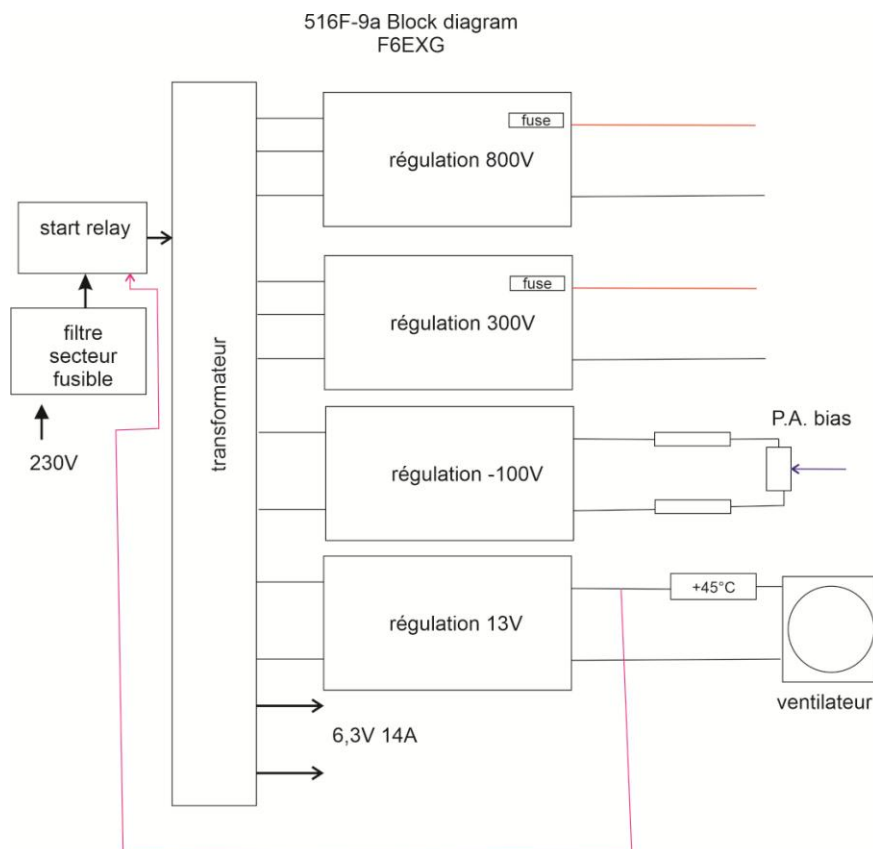 516F-9a Block diagram
F6EXG
fuse
régulation 800V
start relay
fuse
régulation 300V
filtre
secteur
fusible
230V
transformateur
P.A. bias
régulation -100V
+45°C
régulation 13V
ventilateur
6,3V 14A